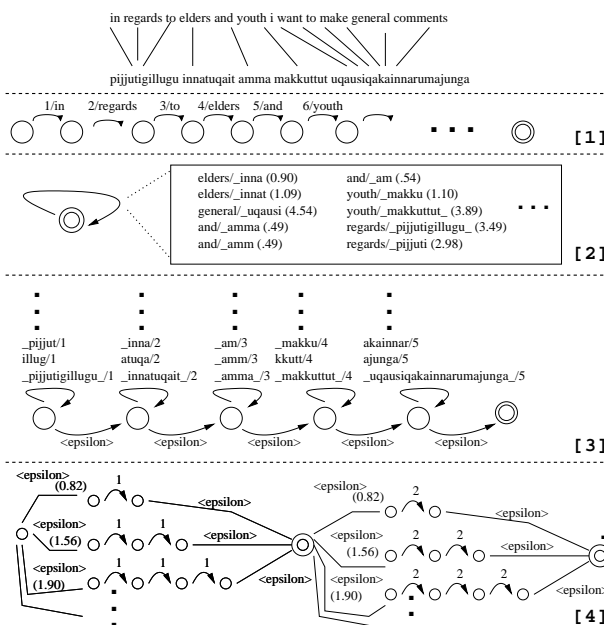 in regards to elders and youth i want to make general comments
pijjutigillugu innatuqait amma makkuttut uqausiqakainnarumajunga
1/in 2/regards 3/to 4/elders 5/and 6/youth
[1]
elders/_inna (0.90) and/_am (.54)
elders/_innat (1.09) youth/_makku (1.10)
general/_uqausi (4.54) youth/_makkuttut_ (3.89)
and/_amma (.49) regards/_pijjutigillugu_ (3.49)
and/_amm (.49) regards/_pijjuti (2.98)
[2]
_pijjut/1 _inna/2 _am/3 _makku/4 akainnar/5
illug/1 atuqa/2 _amm/3 kkutt/4 ajunga/5
_pijjutigillugu_/1 _innatuqait_/2 _amma_/3 _makkuttut_/4 _uqausiqakainnarumajunga_/5
<epsilon> <epsilon> <epsilon> <epsilon> <epsilon>
[3]
<epsilon> 1 <epsilon> <epsilon> 2
(0.82) (0.82)
<epsilon> 1 1 <epsilon> <epsilon> 2 2
(1.56) (1.56)
<epsilon> 1 1 1 <epsilon> <epsilon> 2 2 2 <epsilon>
(1.90) (1.90)
[4]